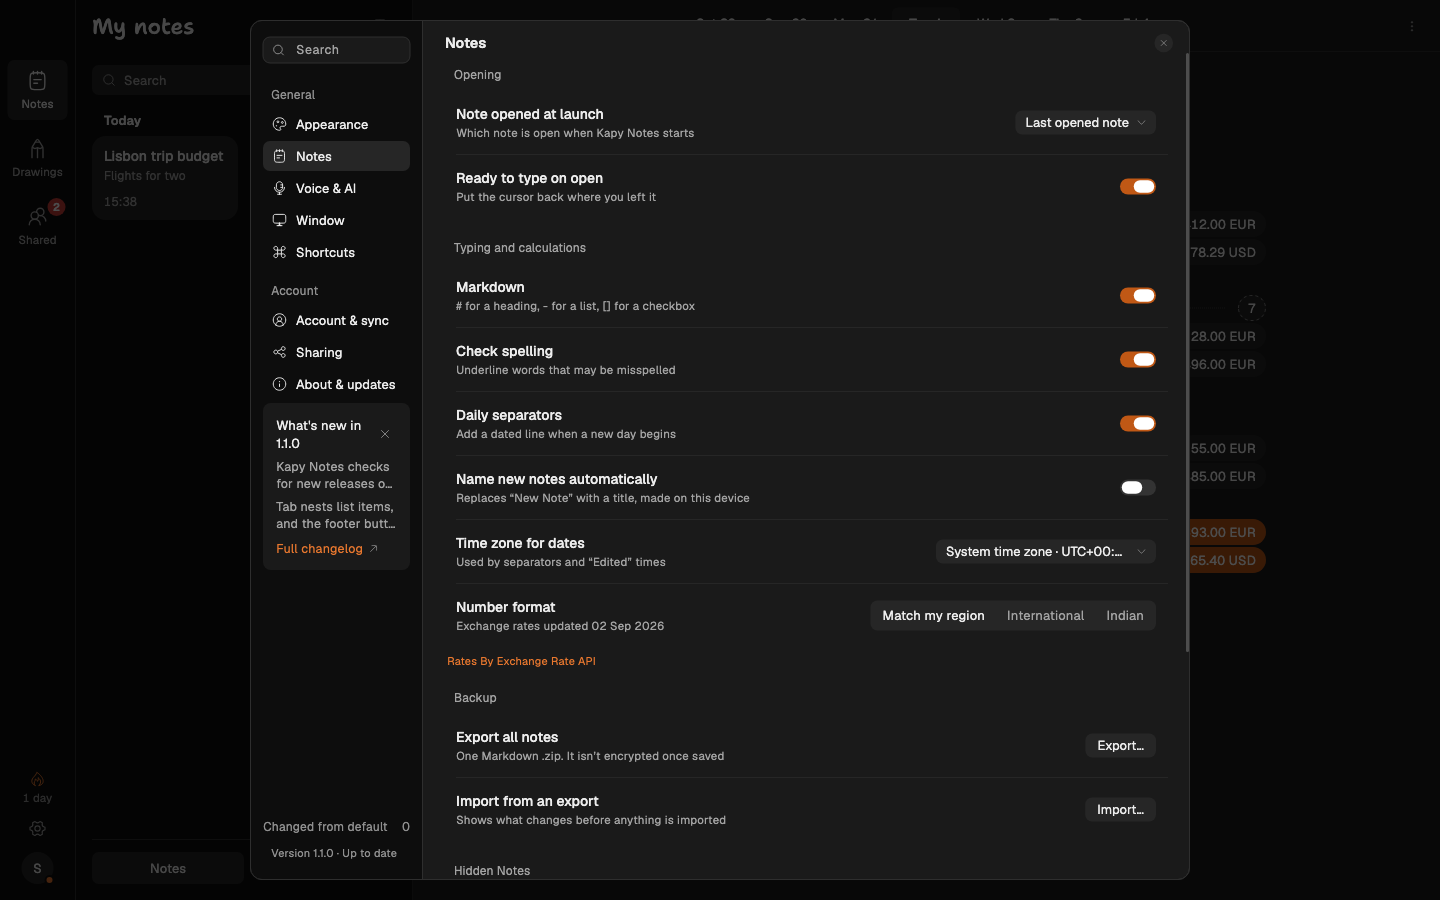 My notes
Search
Notes
Drawings
2
Shared
Today
Lisbon trip budget
Flights for two
15:38
1 day
S
Notes
Search
General
Appearance
Notes
Voice & AI
Window
Shortcuts
Account
Account & sync
Sharing
About & updates
What's new in
1.1.0
Kapy Notes checks
for new releases o...
Tab nests list items,
and the footer butt...
Full changelog
Changed from default 0
Version 1.1.0 · Up to date
Notes
Opening
Note opened at launch
Which note is open when Kapy Notes starts
Last opened note
Ready to type on open
Put the cursor back where you left it
Typing and calculations
Markdown
# for a heading, - for a list, [] for a checkbox
Check spelling
Underline words that may be misspelled
Daily separators
Add a dated line when a new day begins
Name new notes automatically
Replaces “New Note” with a title, made on this device
Time zone for dates
Used by separators and “Edited” times
System time zone · UTC+00:...
Number format
Exchange rates updated 02 Sep 2026
Match my region International Indian
Rates By Exchange Rate API
Backup
Export all notes
One Markdown .zip. It isn't encrypted once saved
Export...
Import from an export
Shows what changes before anything is imported
Import...
Hidden Notes
12.00 EUR
78.29 USD
7
28.00 EUR
96.00 EUR
55.00 EUR
85.00 EUR
93.00 EUR
65.40 USD